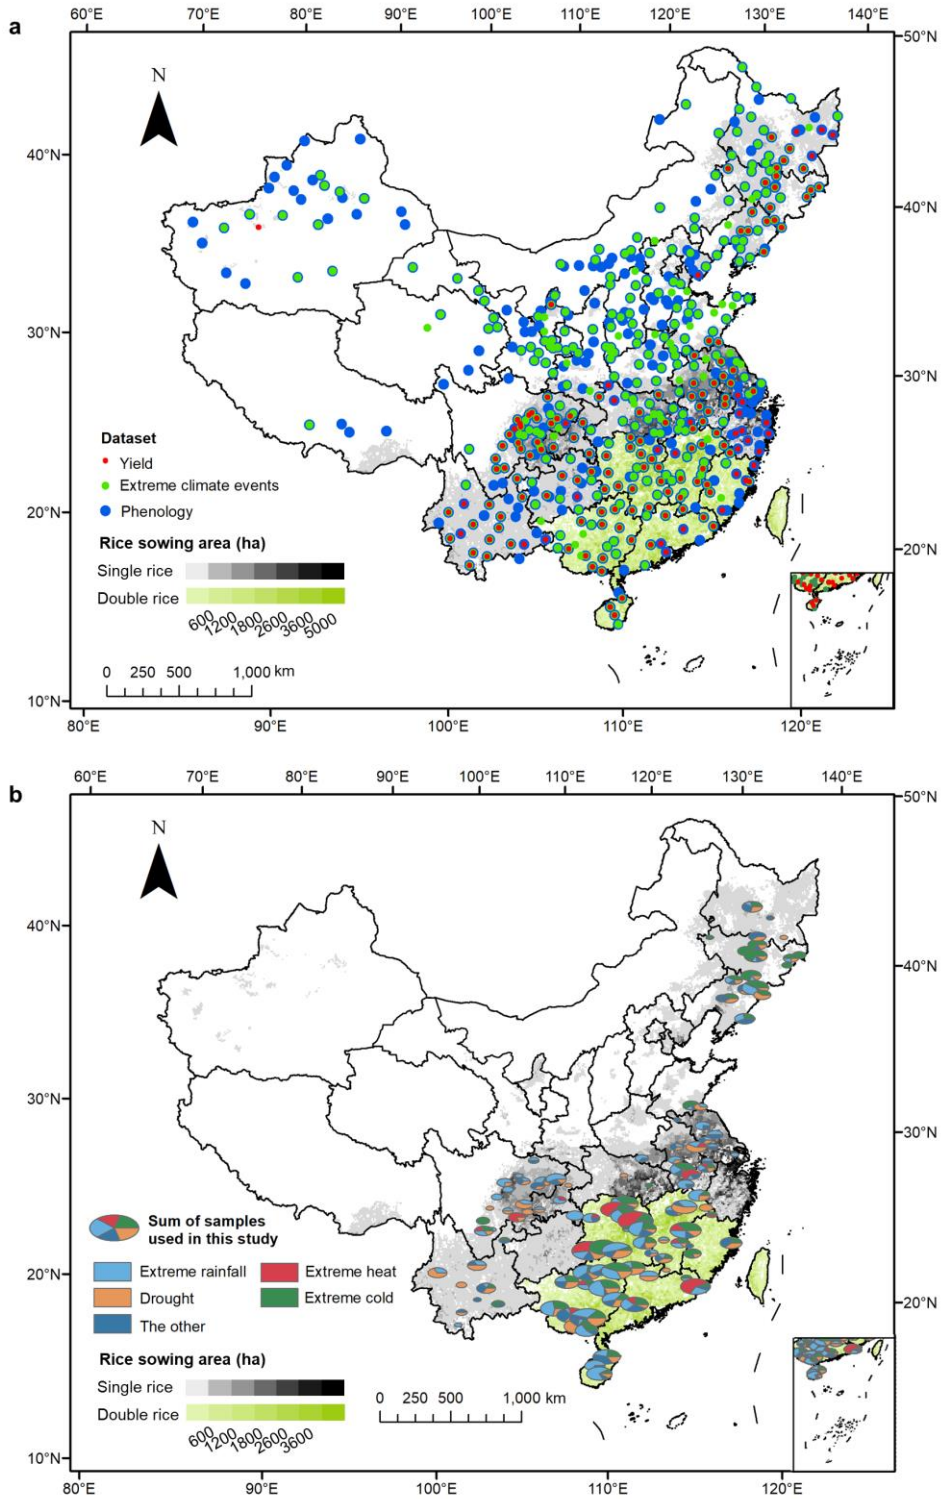 60°E 70°E 80°E 90°E 100°E 110°E 120°E 130°E 140°E
a
50°N
N
40°N
40°N
30°N
30°N
Dataset
Yield
Extreme climate events
Phenology
20°N
20°N
Rice sowing area (ha)
Single rice
Double rice
600 1200 1800 2600 3600 5000
0 250 500 1,000 km
10°N
80°E 90°E 100°E 110°E 120°E
60°E 70°E 80°E 90°E 100°E 110°E 120°E 130°E 140°E
b
50°N
N
40°N
40°N
30°N
30°N
Sum of samples
used in this study
Extreme rainfall Extreme heat
20°N
Drought Extreme cold
20°N
The other
Rice sowing area (ha)
Single rice
Double rice
600 1200 1800 2600 3600
0 250 500 1,000 km
10°N
80°E 90°E 100°E 110°E 120°E